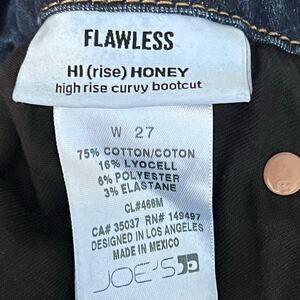 FLAWLESS
HI (rise) HONEY
high rise curvy bootcut
W 27
75% COTTON/COTON
16% LYOCELL
6% POLYESTER
3% ELASTANE
CL#468M
CA# 35037 RN# 149497
DESIGNED IN LOS ANGELES
MADE IN MEXICO
JOE'S